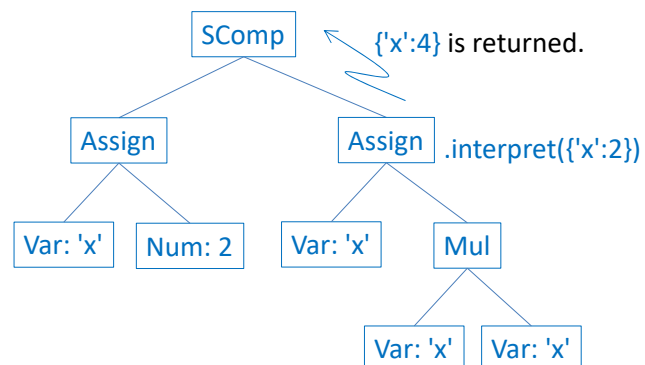 SComp {'x':4} is returned.
Assign Assign .interpret({'x':2})
Var: 'x' Num: 2 Var: 'x' Mul
Var: 'x' Var: 'x'